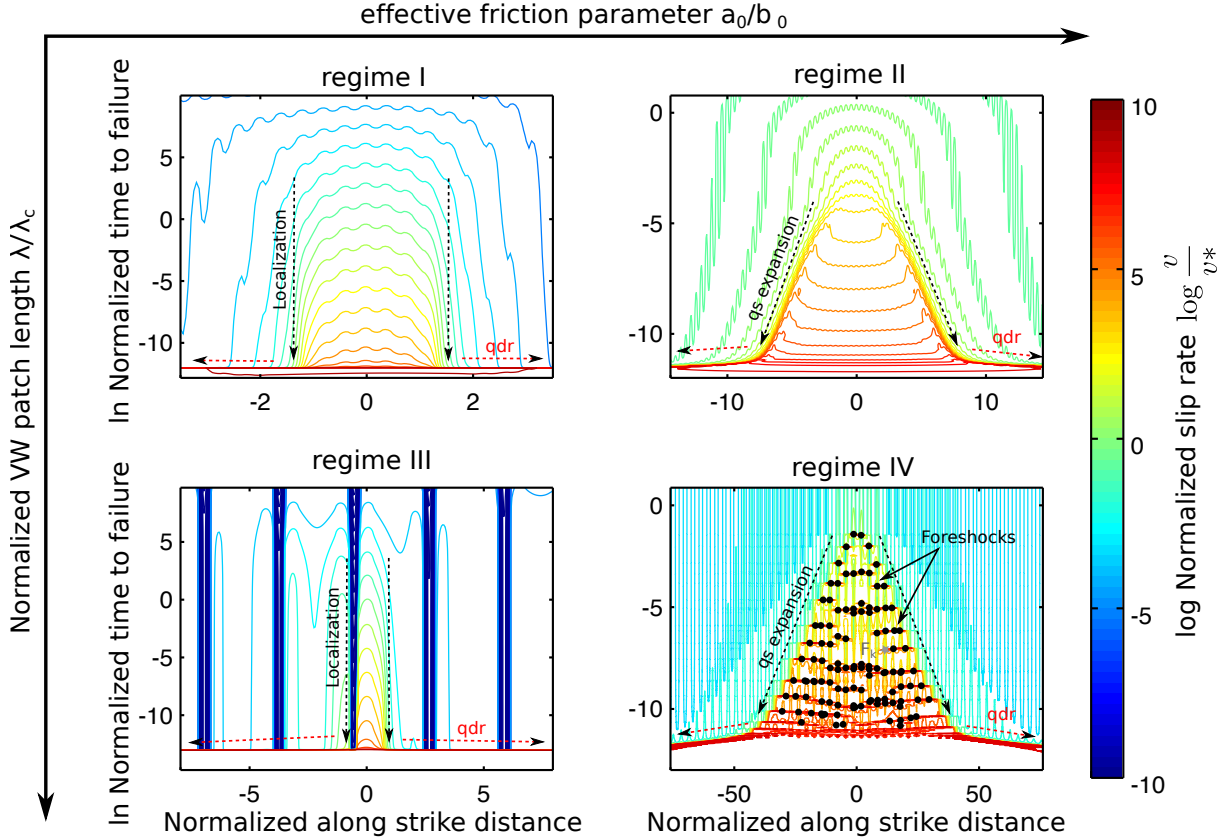 effective friction parameter a0/b0
Normalized VW patch length λ/λc
regime I
ln Normalized time to failure
5
0
-5
-10
-2
0
2
Localization
qdr
regime II
0
-5
-10
-10
0
10
qs expansion
qdr
regime III
ln Normalized time to failure
5
0
-5
-10
-5
0
5
Normalized along strike distance
Localization
qdr
regime IV
0
-5
-10
-50
0
50
Normalized along strike distance
qs expansion
Foreshocks
Fk
qdr
10
5
0
-5
-10
log Normalized slip rate log v/v*